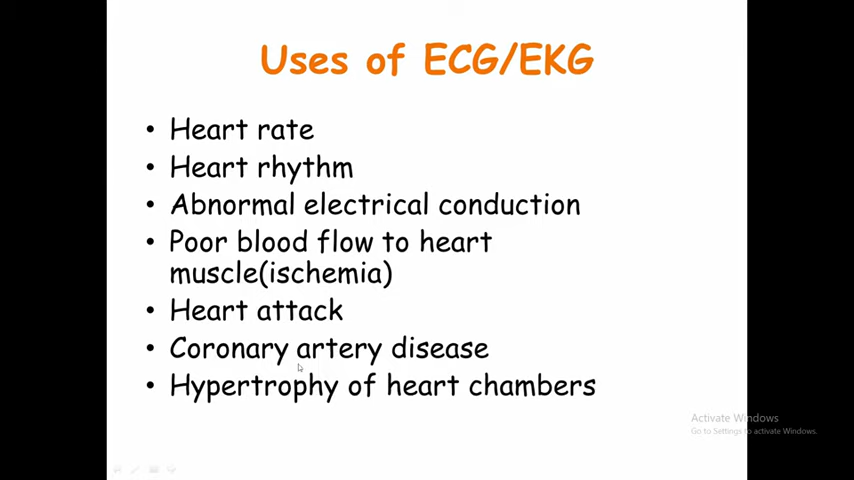 Uses of ECG/EKG
• Heart rate
• Heart rhythm
• Abnormal electrical conduction
• Poor blood flow to heart
muscle(ischemia)
• Heart attack
• Coronary artery disease
• Hypertrophy of heart chambers
Activate Windows
Go to Settings to activate Windows.